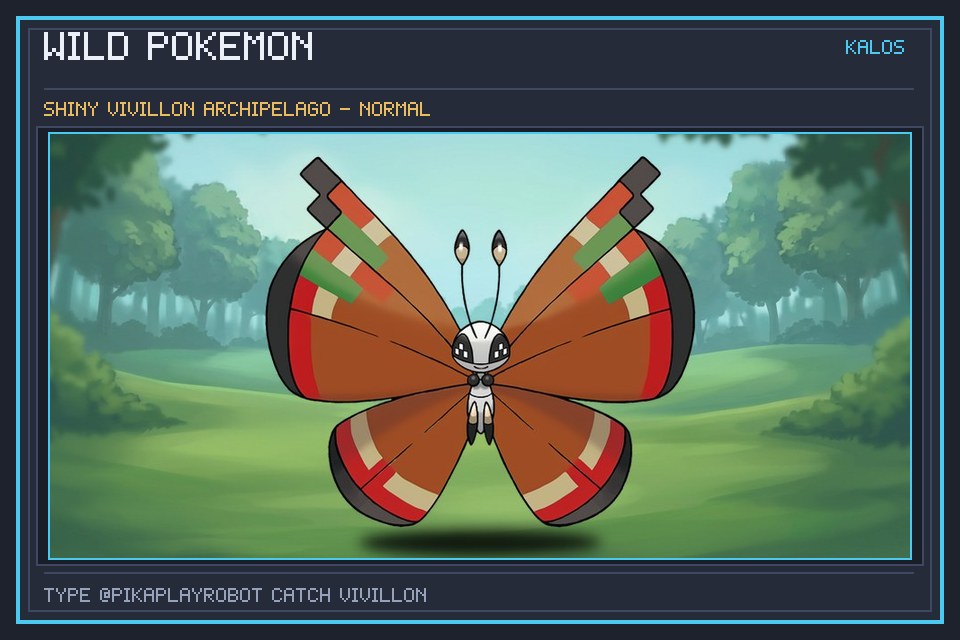 WILD POKEMON
KALOS
SHINY VIVILLON ARCHIPELAGO - NORMAL
TYPE @PIKAPLAYROBOT CATCH VIVILLON